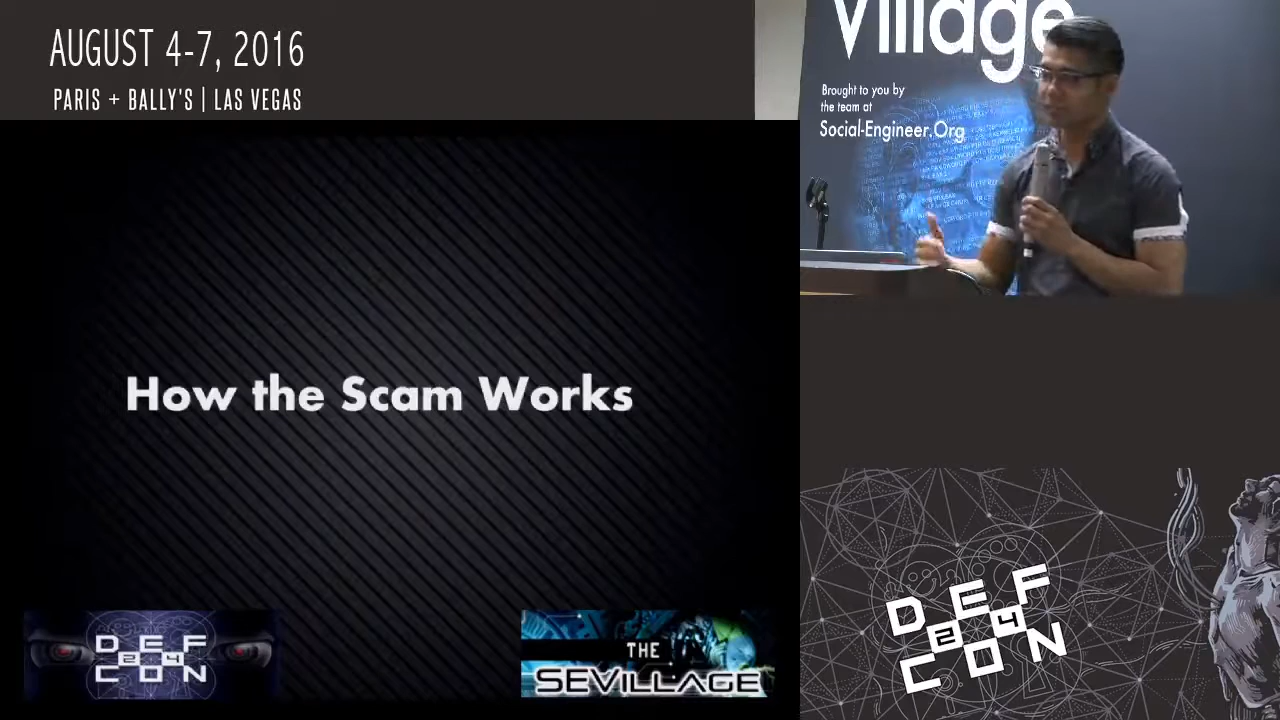 AUGUST 4-7, 2016
PARIS + BALLY'S | LAS VEGAS
Village
Brought to you by
the team at
Social-Engineer.Org
How the Scam Works
DEF
24
CON
THE
SEVILLAGE
DEF
24
CON